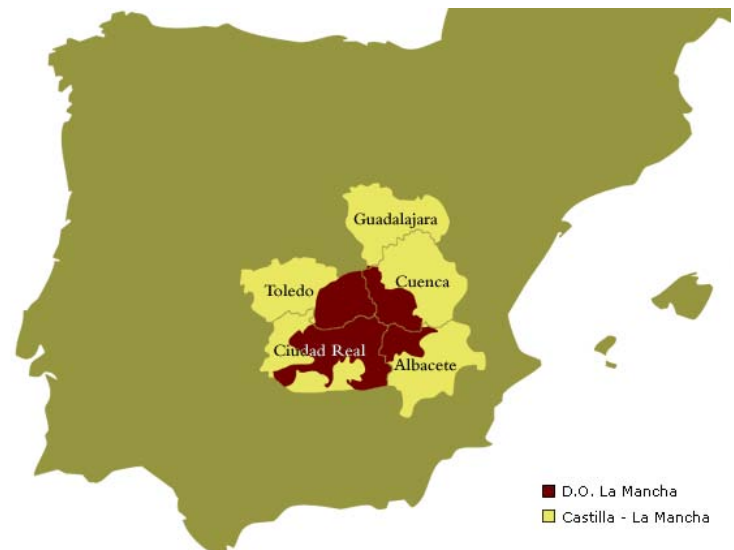 Guadalajara
Cuenca
Toledo
Ciudad Real
Albacete
D.O. La Mancha
Castilla - La Mancha